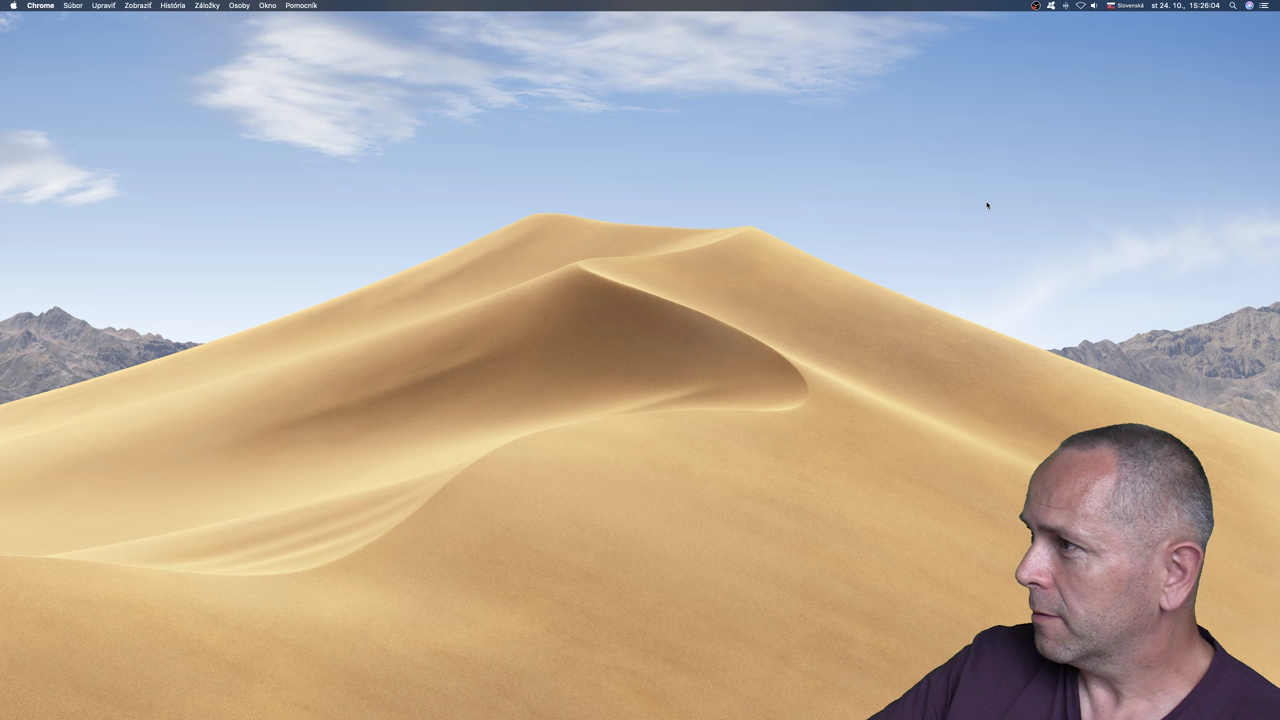 Chrome Súbor Upraviť Zobraziť História Záložky Osoby Okno Pomocník Slovenská st 24. 10., 15:26:04